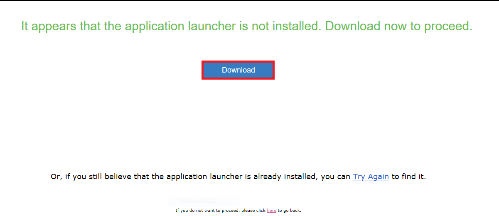 It appears that the application launcher is not installed. Download now to proceed.
Download
Or, if you still believe that the application launcher is already installed, you can Try Again to find it.
If you do not want to proceed, please click here to go back.